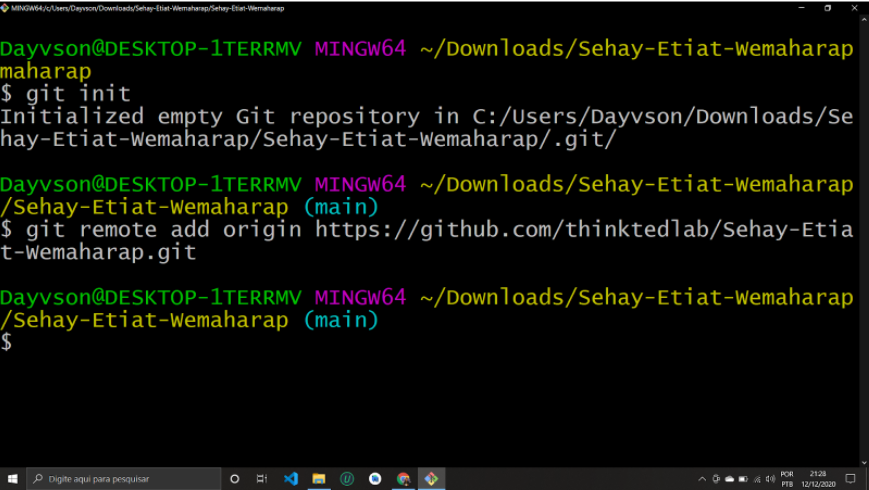 MINGW64:/c/Users/Dayvson/Downloads/Sehay-Etiat-Wemaharap/Sehay-Etiat-Wemaharap
Dayvson@DESKTOP-1TERRMV MINGW64 ~/Downloads/Sehay-Etiat-Wemaharap
maharap
$ git init
Initialized empty Git repository in C:/Users/Dayvson/Downloads/Se
hay-Etiat-Wemaharap/Sehay-Etiat-Wemaharap/.git/
Dayvson@DESKTOP-1TERRMV MINGW64 ~/Downloads/Sehay-Etiat-Wemaharap
/Sehay-Etiat-Wemaharap (main)
$ git remote add origin https://github.com/thinktedlab/Sehay-Etia
t-Wemaharap.git
Dayvson@DESKTOP-1TERRMV MINGW64 ~/Downloads/Sehay-Etiat-Wemaharap
/Sehay-Etiat-Wemaharap (main)
$
Digite aqui para pesquisar
POR
PTB
21:28
12/12/2020